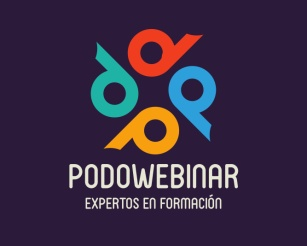 PODOWEBINAR
EXPERTOS EN FORMACIÓN